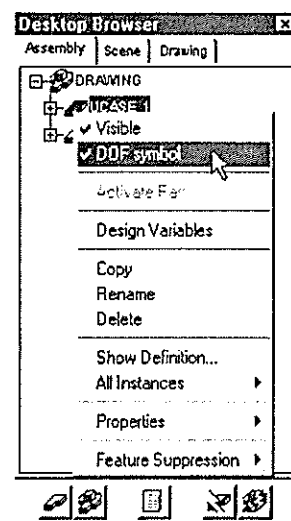 Desktop Browser
Assembly Scene Drawing
DRAWING
UCASE 1
Visible
DOF symbol
Activate Part
Design Variables
Copy
Rename
Delete
Show Definition...
All Instances
Properties
Feature Suppression